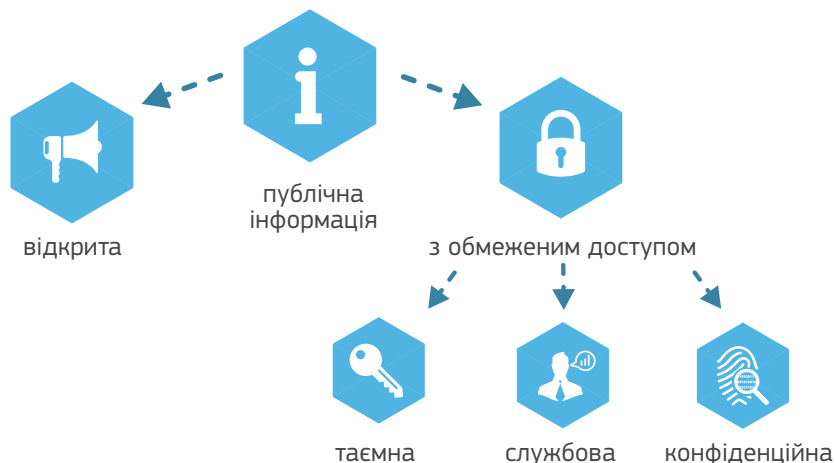 публічна
інформація
відкрита
з обмеженим доступом
таємна
службова
конфіденційна